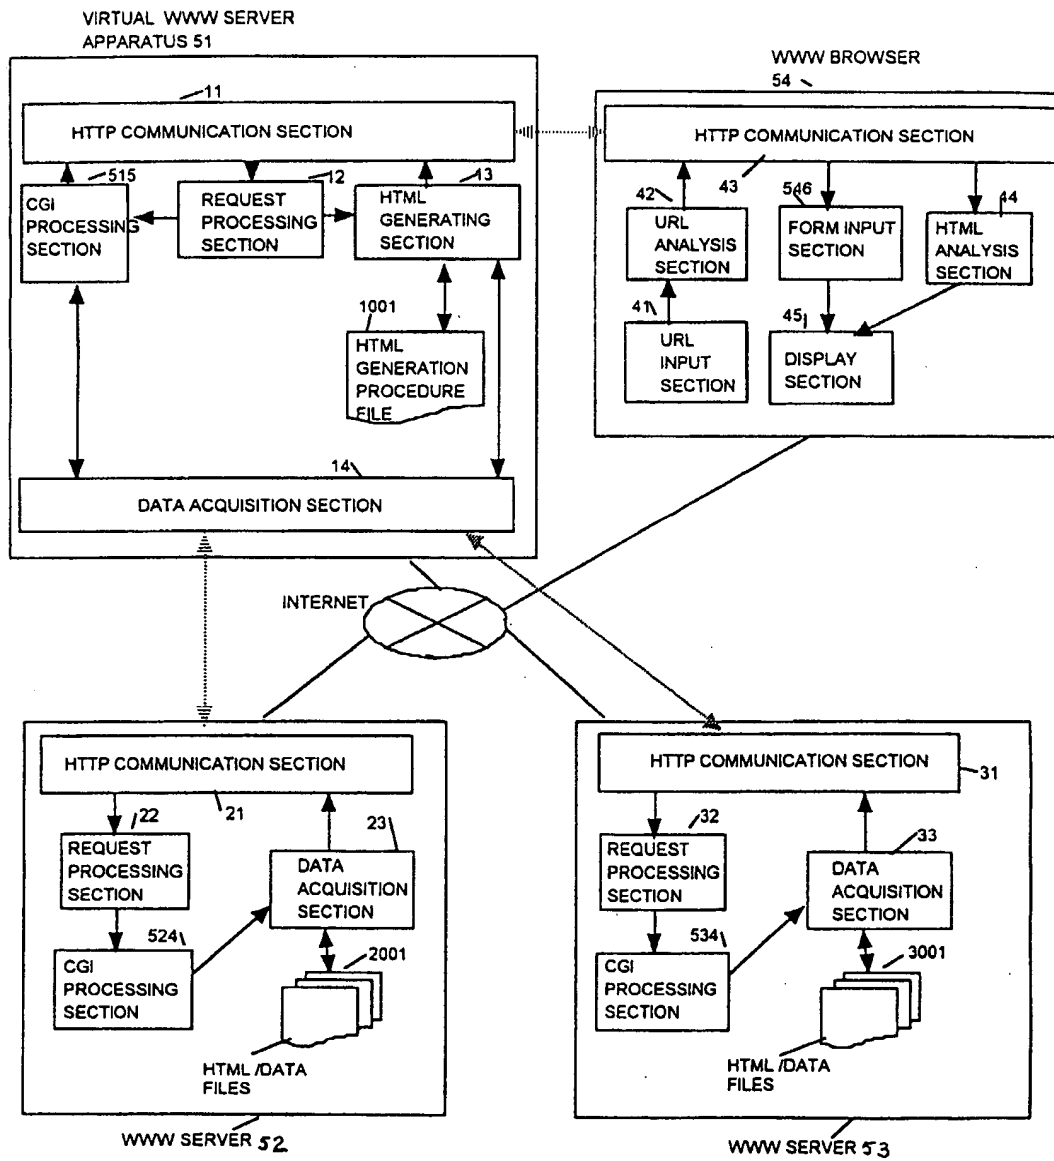 VIRTUAL WWW SERVER
APPARATUS 51
11
HTTP COMMUNICATION SECTION
515
CGI
PROCESSING
SECTION
12
REQUEST
PROCESSING
SECTION
13
HTML
GENERATING
SECTION
1001
HTML
GENERATION
PROCEDURE
FILE
14
DATA ACQUISITION SECTION
WWW BROWSER
54
HTTP COMMUNICATION SECTION
43
42
URL
ANALYSIS
SECTION
546
FORM INPUT
SECTION
44
HTML
ANALYSIS
SECTION
41
URL
INPUT
SECTION
45
DISPLAY
SECTION
INTERNET
HTTP COMMUNICATION SECTION
21
22
REQUEST
PROCESSING
SECTION
23
DATA
ACQUISITION
SECTION
524
CGI
PROCESSING
SECTION
2001
HTML /DATA
FILES
WWW SERVER 52
HTTP COMMUNICATION SECTION
31
32
REQUEST
PROCESSING
SECTION
33
DATA
ACQUISITION
SECTION
534
CGI
PROCESSING
SECTION
3001
HTML /DATA
FILES
WWW SERVER 53